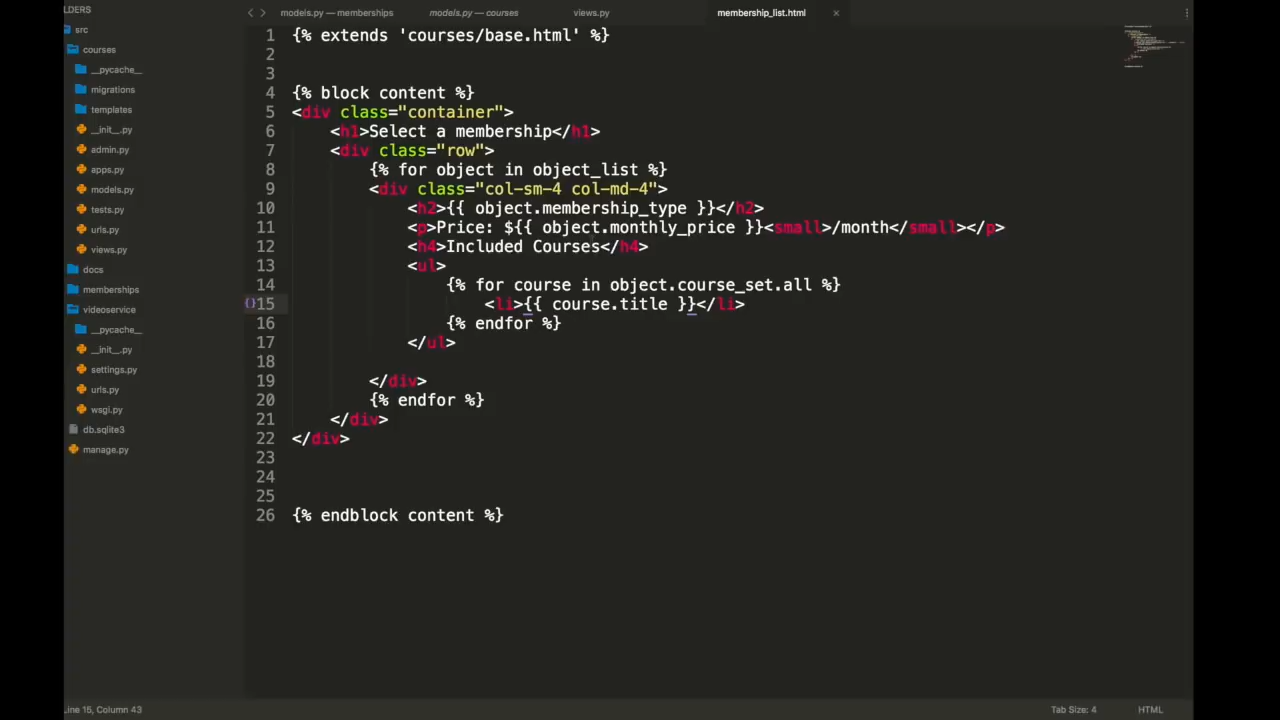 LDERS
src
courses
__pycache__
migrations
templates
__init__.py
admin.py
apps.py
models.py
tests.py
urls.py
views.py
docs
memberships
videoservice
__pycache__
__init__.py
settings.py
urls.py
wsgi.py
db.sqlite3
manage.py
models.py — memberships
models.py — courses
views.py
membership_list.html
1 {% extends 'courses/base.html' %}
2
3
4 {% block content %}
5 <div class="container">
6 <h1>Select a membership</h1>
7 <div class="row">
8 {% for object in object_list %}
9 <div class="col-sm-4 col-md-4">
10 <h2>{{ object.membership_type }}</h2>
11 <p>Price: ${{ object.monthly_price }}<small>/month</small></p>
12 <h4>Included Courses</h4>
13 <ul>
14 {% for course in object.course_set.all %}
{} 15 <li>{{ course.title }}</li>
16 {% endfor %}
17 </ul>
18
19 </div>
20 {% endfor %}
21 </div>
22 </div>
23
24
25
26 {% endblock content %}
Line 15, Column 43
Tab Size: 4
HTML